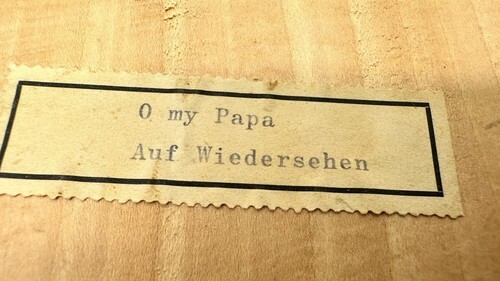 O my Papa
Auf Wiedersehen